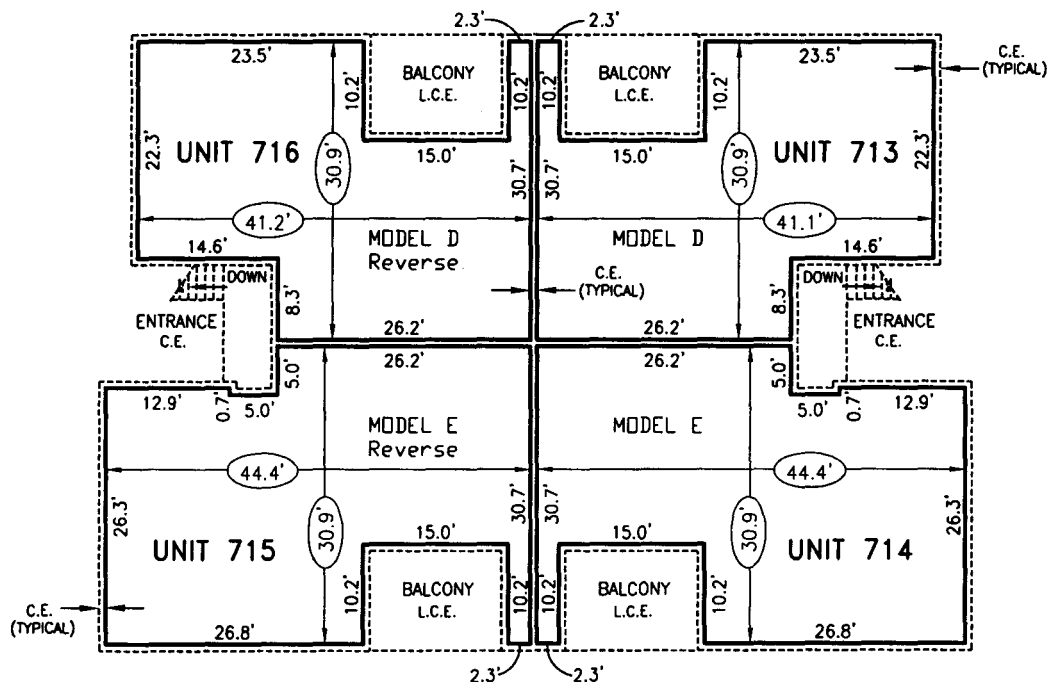 2.3' 2.3'
23.5' 23.5'
C.E.
(TYPICAL)
BALCONY
L.C.E.
BALCONY
L.C.E.
10.2' 10.2' 10.2' 10.2'
22.3' UNIT 716 30.9' 15.0' 30.7' 30.7' 15.0' 30.9' UNIT 713 22.3'
41.2' 41.1'
14.6' 14.6'
MODEL D
Reverse
MODEL D
C.E.
(TYPICAL)
DOWN DOWN
8.3' 8.3'
ENTRANCE
C.E.
ENTRANCE
C.E.
26.2' 26.2'
5.0' 26.2' 26.2' 5.0'
12.9' 0.7' 5.0' 5.0' 0.7' 12.9'
MODEL E
Reverse
MODEL E
44.4' 44.4'
26.3' 30.9' 30.7' 30.7' 30.9' 26.3'
UNIT 715 15.0' 15.0' UNIT 714
10.2' 10.2' 10.2' 10.2'
BALCONY
L.C.E.
BALCONY
L.C.E.
C.E.
(TYPICAL)
26.8' 26.8'
2.3' 2.3'